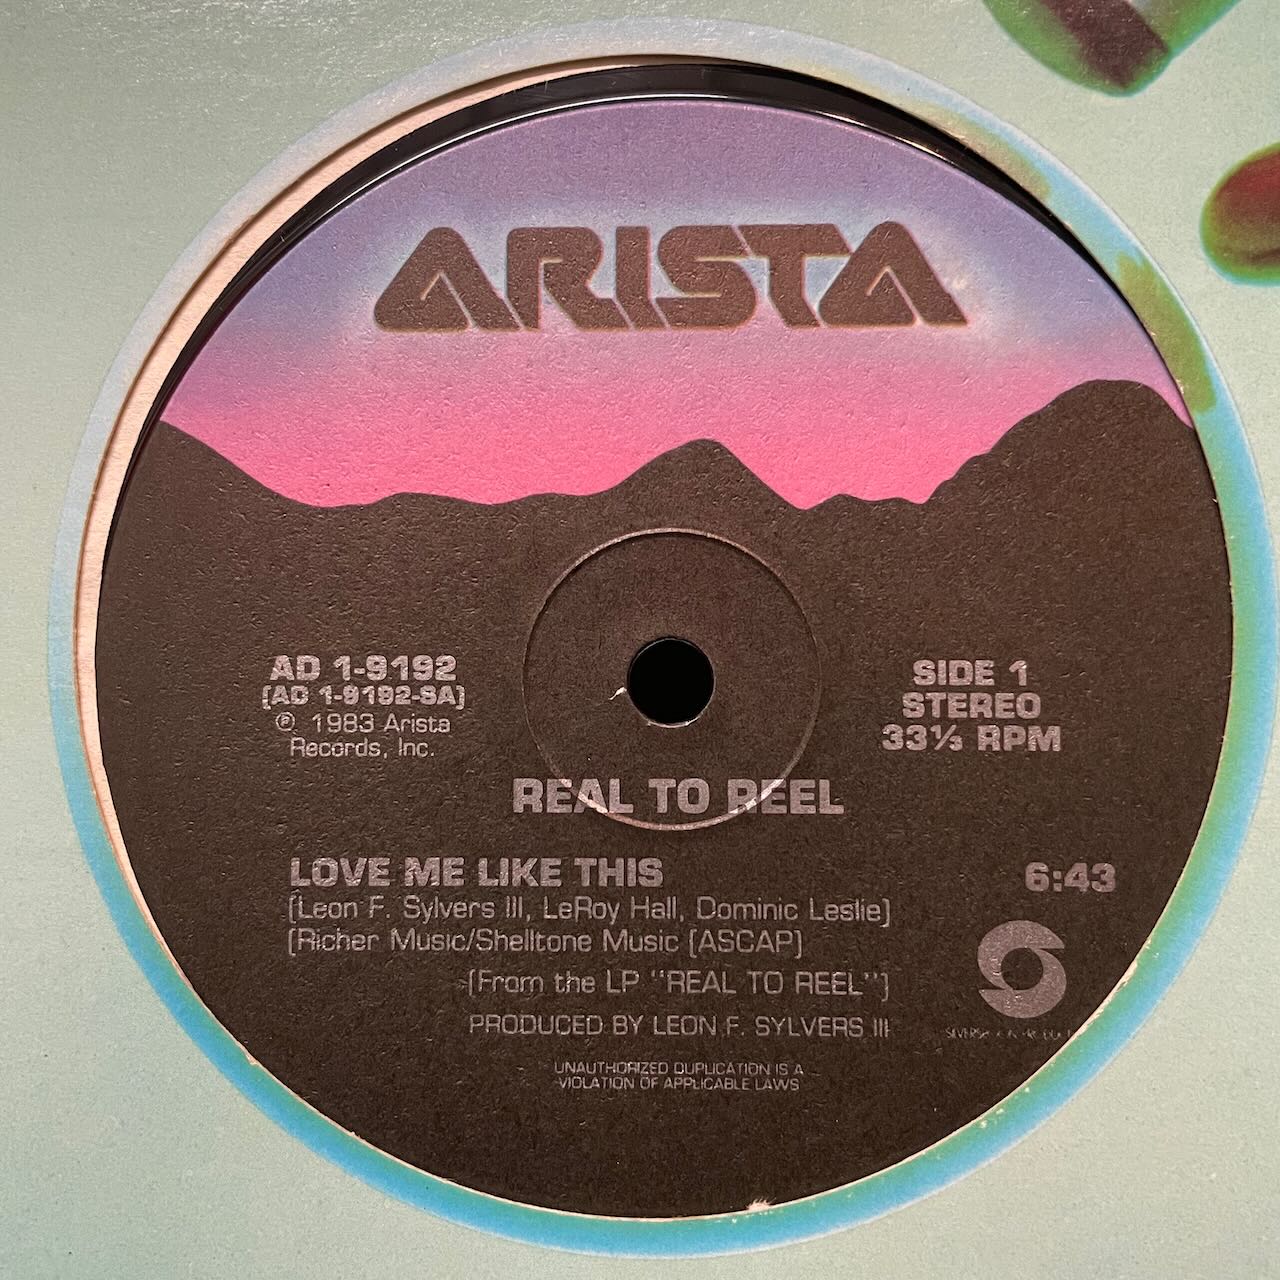 ARISTA
AD 1-9192
[AD 1-9192-SA]
℗ 1983 Arista
Records, Inc.
SIDE 1
STEREO
33⅓ RPM
REAL TO REEL
LOVE ME LIKE THIS 6:43
[Leon F. Sylvers III, LeRoy Hall, Dominic Leslie]
[Richer Music/Shelltone Music [ASCAP]
[From the LP "REAL TO REEL"]
PRODUCED BY LEON F. SYLVERS III
UNAUTHORIZED DUPLICATION IS A
VIOLATION OF APPLICABLE LAWS